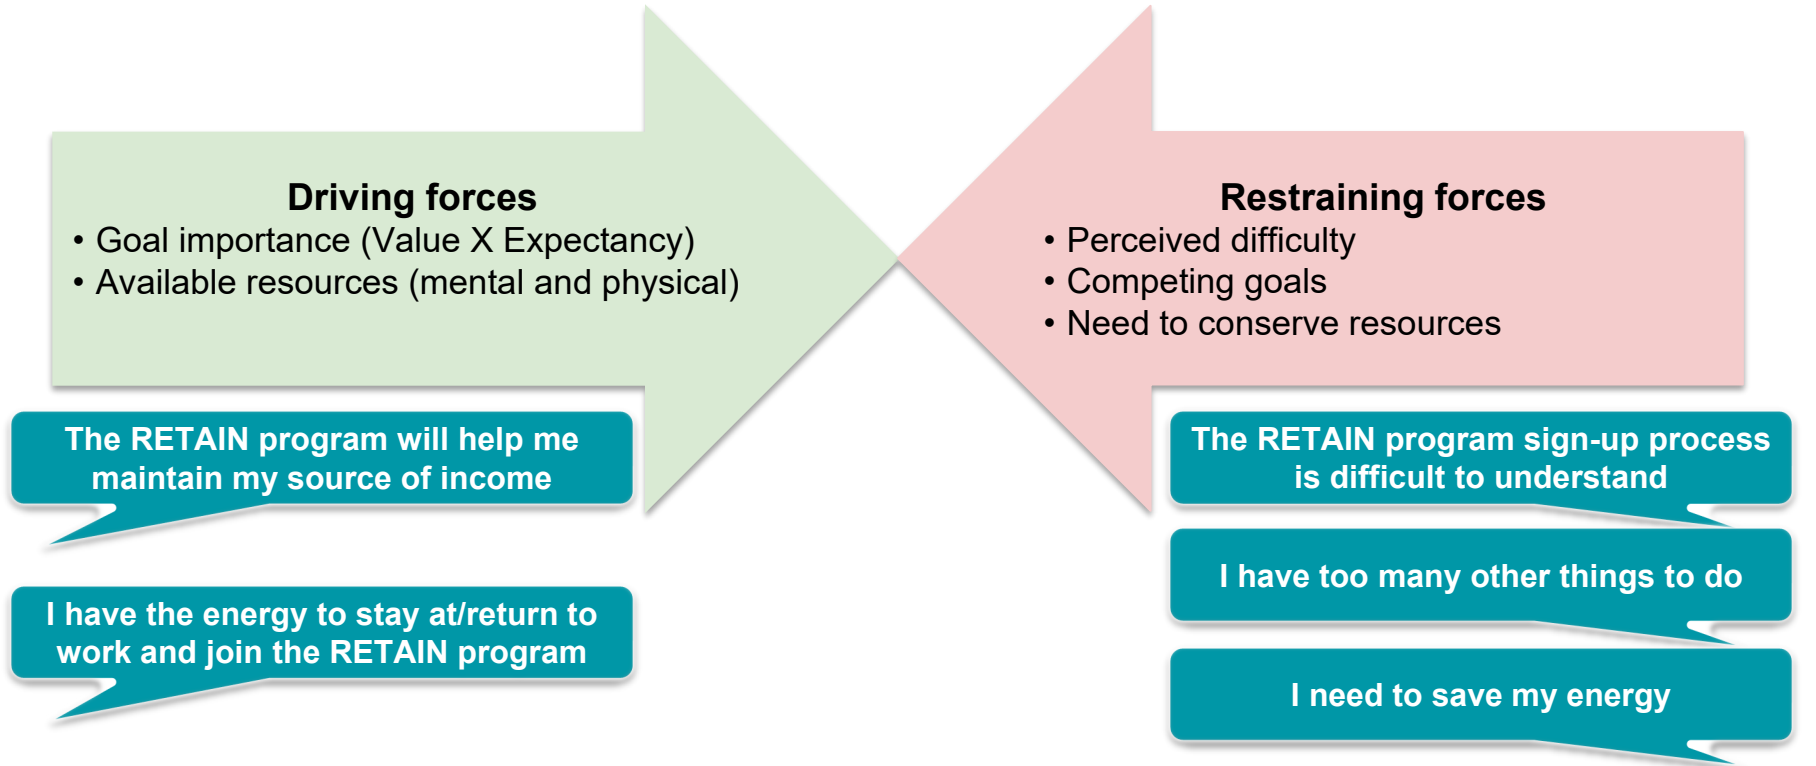 Driving forces
• Goal importance (Value X Expectancy)
• Available resources (mental and physical)
Restraining forces
• Perceived difficulty
• Competing goals
• Need to conserve resources
The RETAIN program will help me
maintain my source of income
I have the energy to stay at/return to
work and join the RETAIN program
The RETAIN program sign-up process
is difficult to understand
I have too many other things to do
I need to save my energy